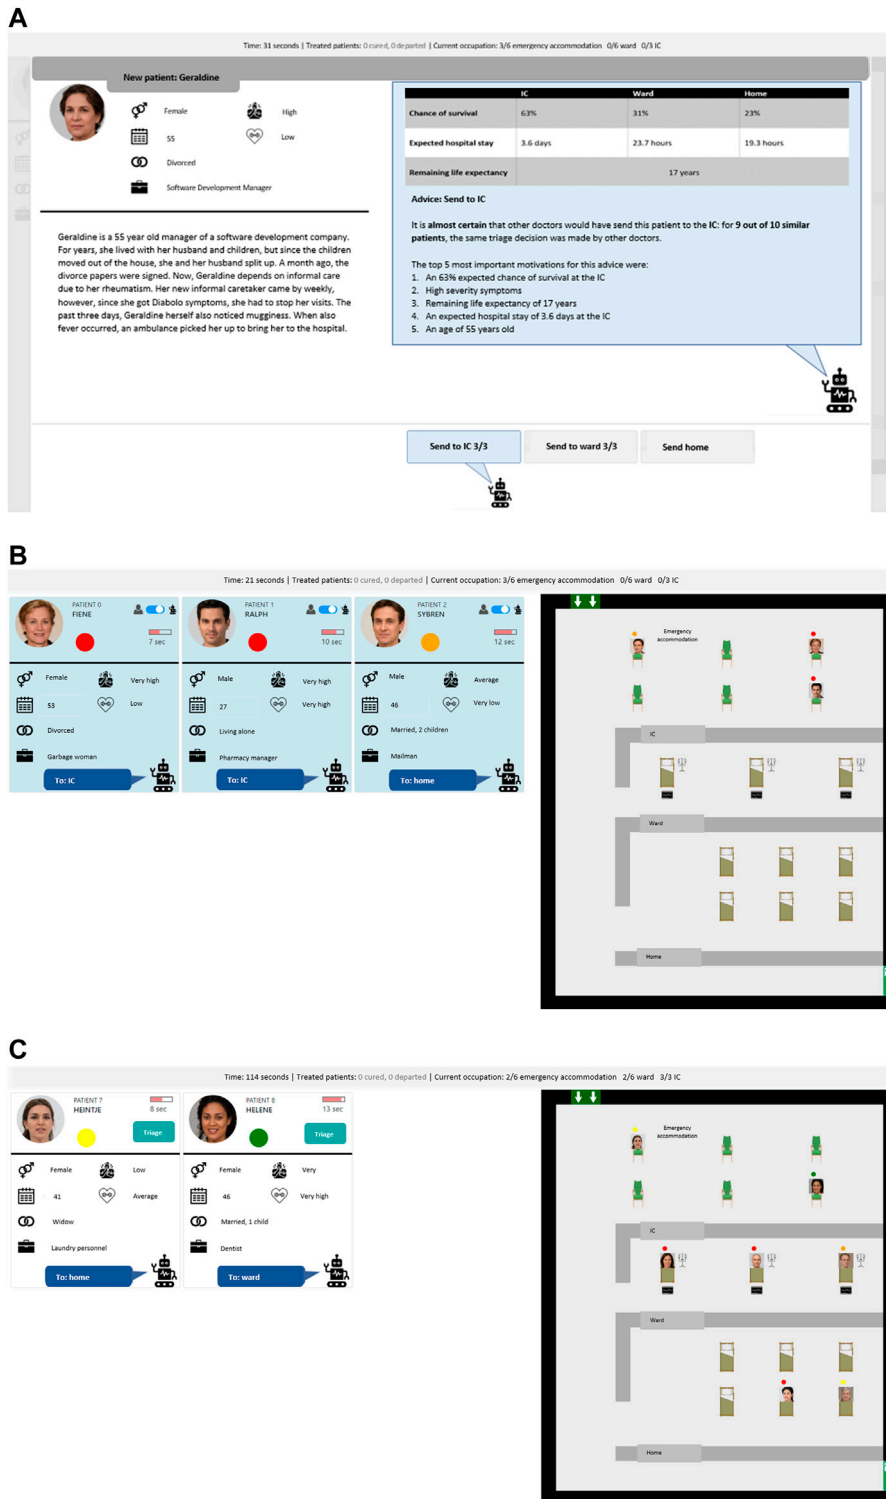 A
Time: 31 seconds | Treated patients: 0 cured, 0 departed | Current occupation: 3/6 emergency accommodation 0/6 ward 0/3 IC
New patient: Geraldine
Female
High
55
Low
Divorced
Software Development Manager
Geraldine is a 55 year old manager of a software development company.
For years, she lived with her husband and children, but since the children
moved out of the house, she and her husband split up. A month ago, the
divorce papers were signed. Now, Geraldine depends on informal care
due to her rheumatism. Her new informal caretaker came by weekly,
however, since she got Diabolo symptoms, she had to stop her visits. The
past three days, Geraldine herself also noticed mugginess. When also
fever occurred, an ambulance picked her up to bring her to the hospital.
IC Ward Home
Chance of survival 63% 31% 23%
Expected hospital stay 3.6 days 23.7 hours 19.3 hours
Remaining life expectancy 17 years
Advice: Send to IC
It is almost certain that other doctors would have send this patient to the IC: for 9 out of 10 similar
patients, the same triage decision was made by other doctors.
The top 5 most important motivations for this advice were:
1. An 63% expected chance of survival at the IC
2. High severity symptoms
3. Remaining life expectancy of 17 years
4. An expected hospital stay of 3.6 days at the IC
5. An age of 55 years old
Send to IC 3/3
Send to ward 3/3
Send home
B
Time: 21 seconds | Treated patients: 0 cured, 0 departed | Current occupation: 3/6 emergency accommodation 0/6 ward 0/3 IC
PATIENT 0
FIENE
7 sec
Female
Very high
53
Low
Divorced
Garbage woman
To: IC
PATIENT 1
RALPH
10 sec
Male
Very high
27
Very high
Living alone
Pharmacy manager
To: IC
PATIENT 2
SYBREN
12 sec
Male
Average
46
Very low
Married, 2 children
Mailman
To: home
Emergency
accommodation
IC
Ward
Home
C
Time: 114 seconds | Treated patients: 0 cured, 0 departed | Current occupation: 2/6 emergency accommodation 2/6 ward 3/3 IC
PATIENT 7
HEINTJE
8 sec
Triage
Female
Low
41
Average
Widow
Laundry personnel
To: home
PATIENT 8
HELENE
13 sec
Triage
Female
Very
46
Very high
Married, 1 child
Dentist
To: ward
Emergency
accommodation
IC
Ward
Home